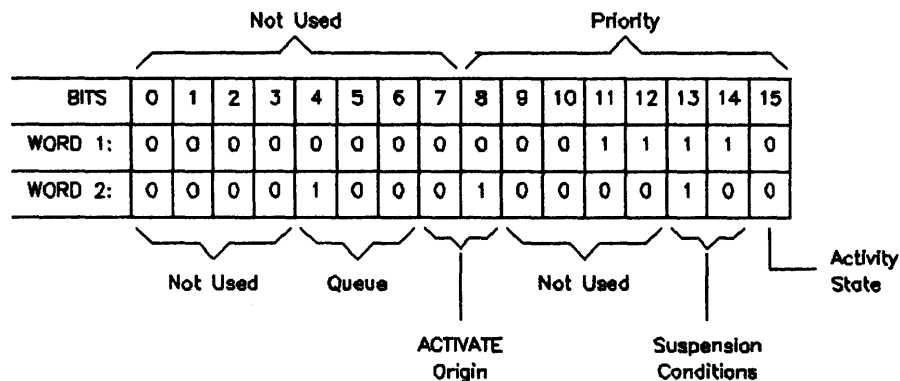 Not Used Priority
BITS 0 1 2 3 4 5 6 7 8 9 10 11 12 13 14 15
WORD 1: 0 0 0 0 0 0 0 0 0 0 0 1 1 1 1 0
WORD 2: 0 0 0 0 1 0 0 0 1 0 0 0 0 1 0 0
Not Used Queue Not Used Activity
State
ACTIVATE Suspension
Origin Conditions